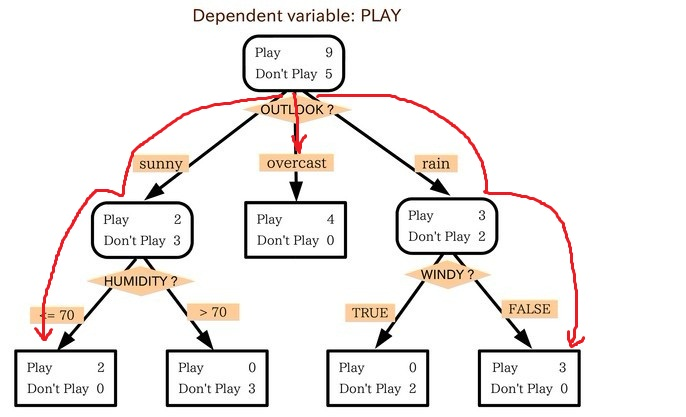 Dependent variable: PLAY
Play 9
Don't Play 5
OUTLOOK ?
sunny
overcast
rain
Play 2
Don't Play 3
Play 4
Don't Play 0
Play 3
Don't Play 2
HUMIDITY ?
WINDY ?
<= 70
> 70
TRUE
FALSE
Play 2
Don't Play 0
Play 0
Don't Play 3
Play 0
Don't Play 2
Play 3
Don't Play 0